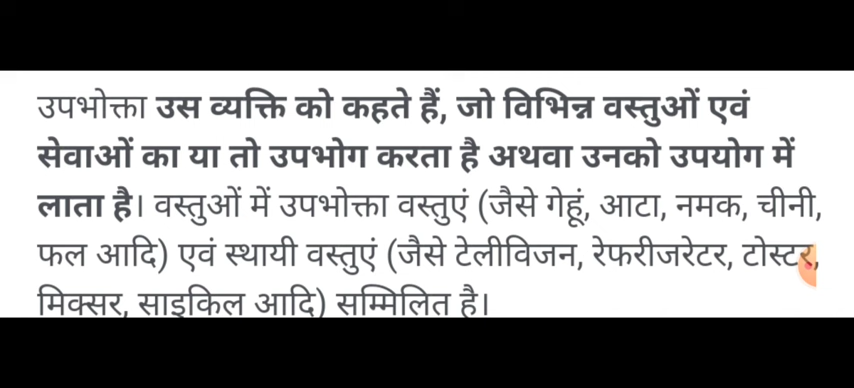 उपभोक्ता उस व्यक्ति को कहते हैं, जो विभिन्न वस्तुओं एवं
सेवाओं का या तो उपभोग करता है अथवा उनको उपयोग में
लाता है। वस्तुओं में उपभोक्ता वस्तुएं (जैसे गेहूं, आटा, नमक, चीनी,
फल आदि) एवं स्थायी वस्तुएं (जैसे टेलीविजन, रेफरीजरेटर, टोस्टर,
मिक्सर, साइकिल आदि) सम्मिलित है।